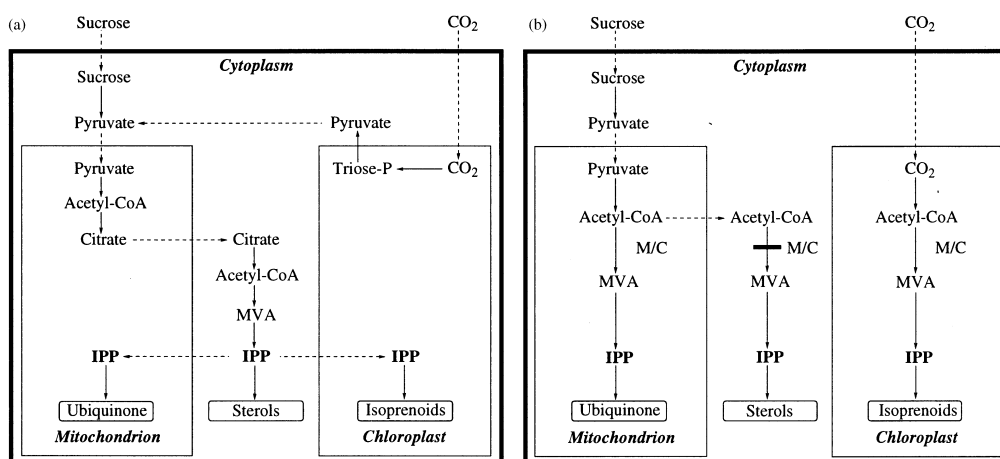 (a)
Sucrose
CO2
Cytoplasm
Sucrose
Pyruvate
Pyruvate
Pyruvate
Triose-P
CO2
Acetyl-CoA
Citrate
Citrate
Acetyl-CoA
MVA
IPP
IPP
IPP
Ubiquinone
Sterols
Isoprenoids
Mitochondrion
Chloroplast
(b)
Sucrose
CO2
Cytoplasm
Sucrose
Pyruvate
Pyruvate
CO2
Acetyl-CoA
Acetyl-CoA
Acetyl-CoA
M/C
M/C
M/C
MVA
MVA
MVA
IPP
IPP
IPP
Ubiquinone
Sterols
Isoprenoids
Mitochondrion
Chloroplast